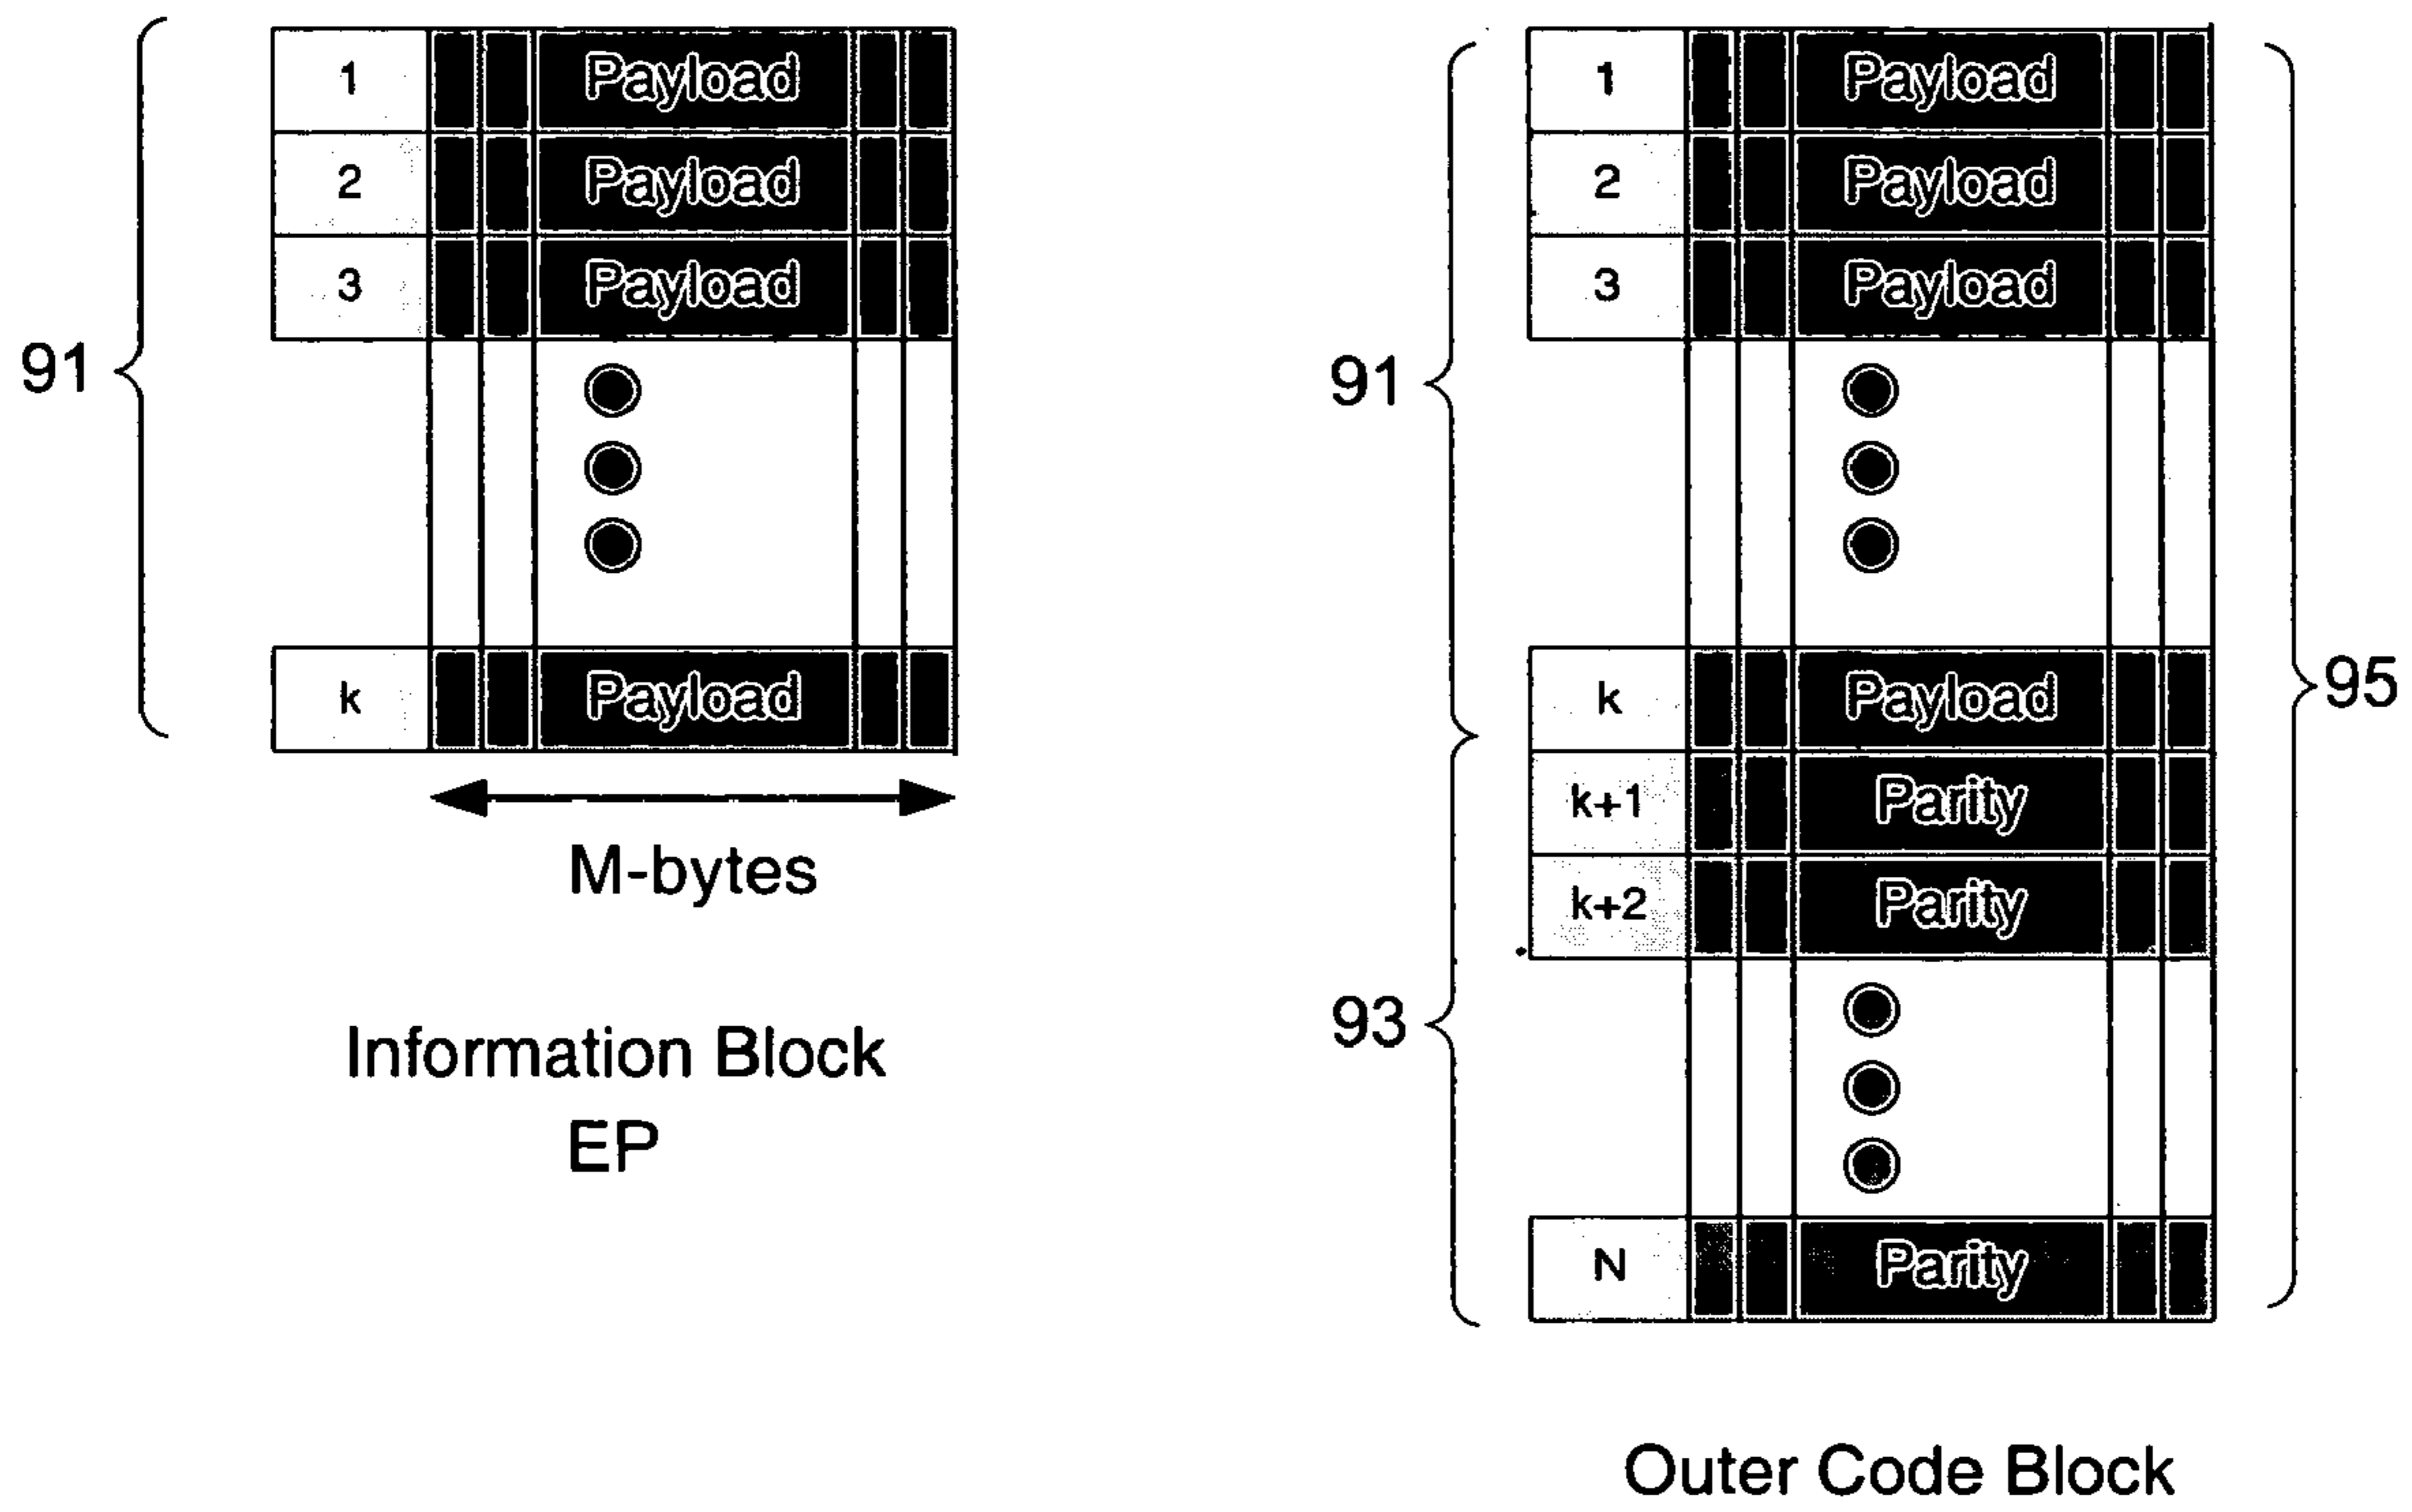 91
1 Payload
2 Payload
3 Payload
k Payload
M-bytes
Information Block
EP
91
93
95
1 Payload
2 Payload
3 Payload
k Payload
k+1 Parity
k+2 Parity
N Parity
Outer Code Block